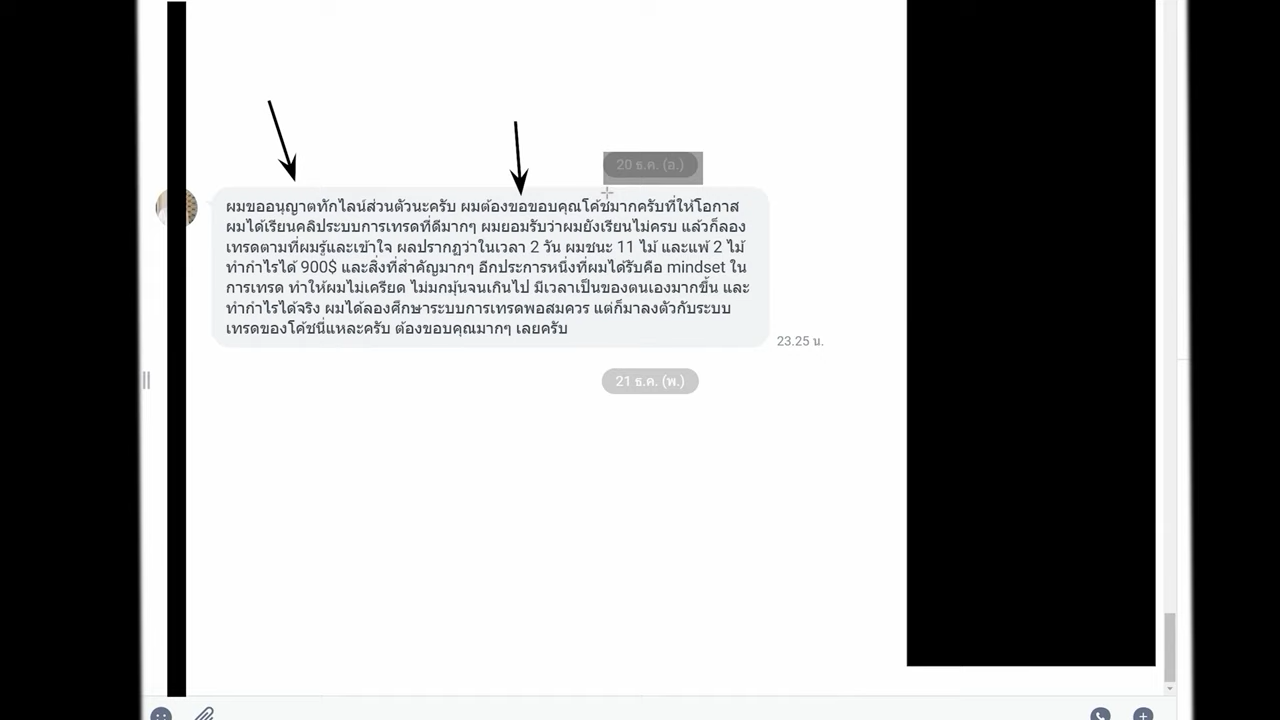 20 ธ.ค. (อ.)
ผมขออนุญาตทักไลน์ส่วนตัวนะครับ ผมต้องขอขอบคุณโค้ชมากครับที่ให้โอกาส
ผมได้เรียนคลิประบบการเทรดที่ดีมากๆ ผมยอมรับว่าผมยังเรียนไม่ครบ แล้วก็ลอง
เทรดตามที่ผมรู้และเข้าใจ ผลปรากฏว่าในเวลา 2 วัน ผมชนะ 11 ไม้ และแพ้ 2 ไม้
ทำกำไรได้ 900$ และสิ่งที่สำคัญมากๆ อีกประการหนึ่งที่ผมได้รับคือ mindset ใน
การเทรด ทำให้ผมไม่เครียด ไม่มกมุ้นจนเกินไป มีเวลาเป็นของตนเองมากขึ้น และ
ทำกำไรได้จริง ผมได้ลองศึกษาระบบการเทรดพอสมควร แต่ก็มาลงตัวกับระบบ
เทรดของโค้ชนี่แหละครับ ต้องขอบคุณมากๆ เลยครับ
23.25 น.
21 ธ.ค. (พ.)